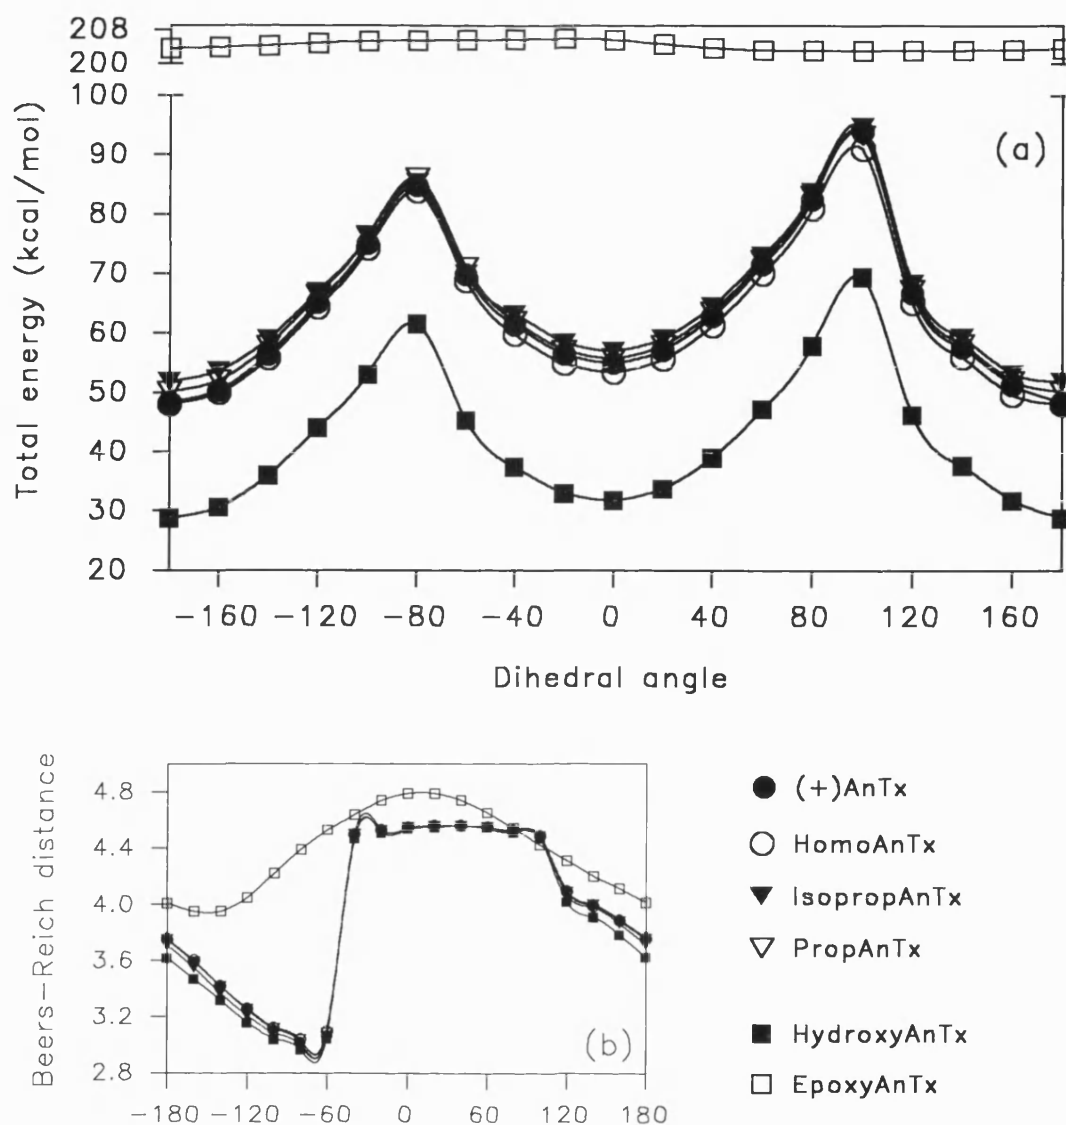 208
200
100
90
80
70
60
50
40
30
20
Total energy (kcal/mol)
(a)
−160 −120 −80 −40 0 40 80 120 160
Dihedral angle
4.8
4.4
4.0
3.6
3.2
2.8
Beers−Reich distance
(b)
−180 −120 −60 0 60 120 180
(+)AnTx
HomoAnTx
IsopropAnTx
PropAnTx
HydroxyAnTx
EpoxyAnTx